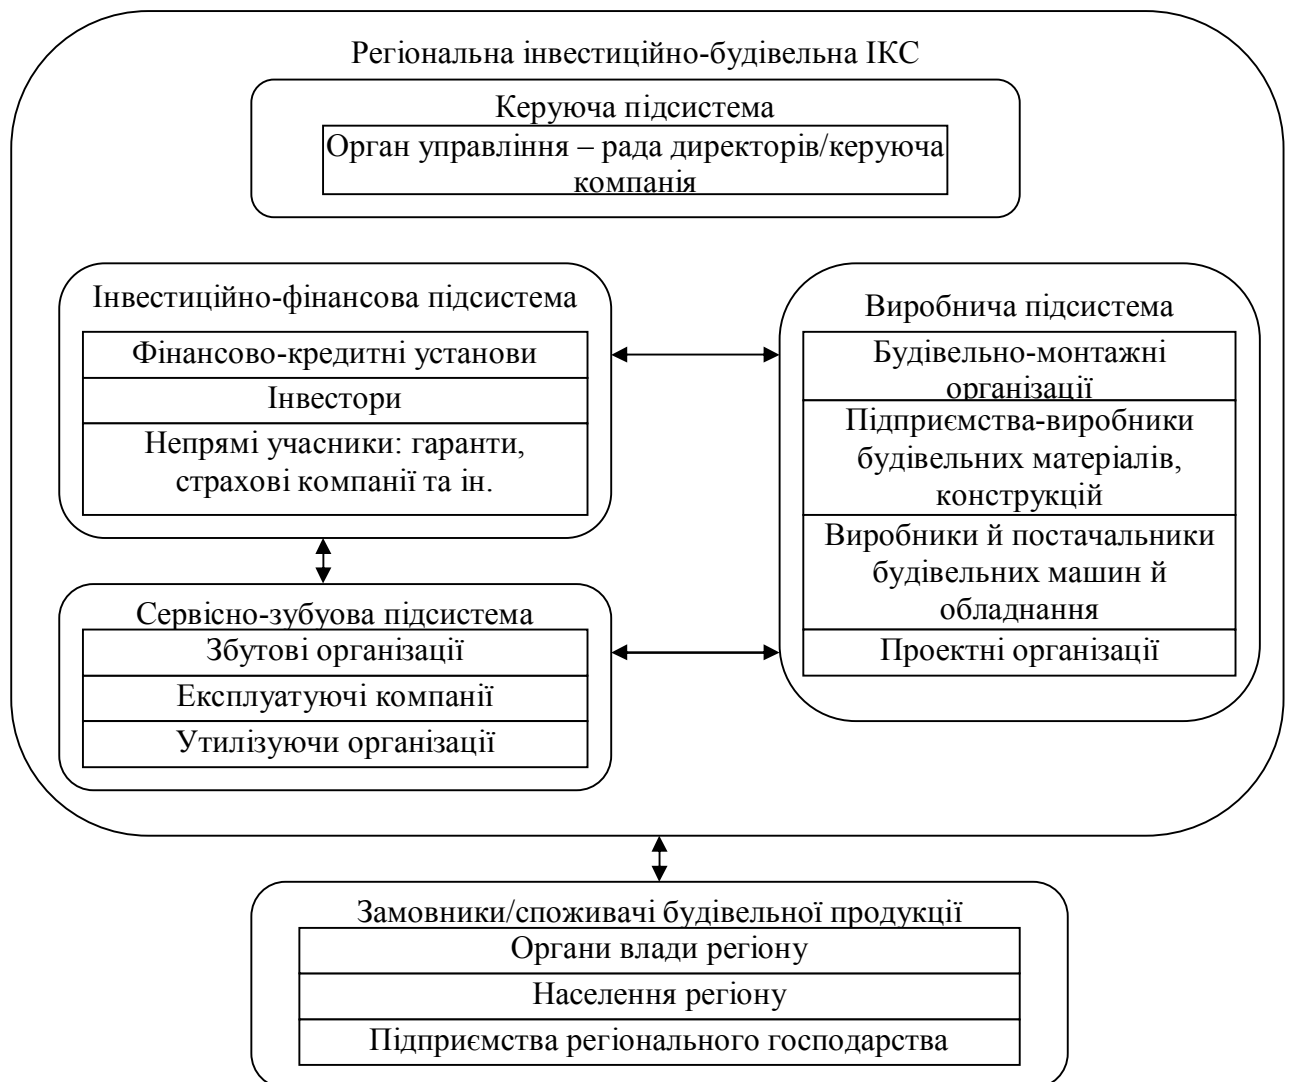 Регіональна інвестиційно-будівельна ІКС
Керуюча підсистема
Орган управління – рада директорів/керуюча
компанія
Інвестиційно-фінансова підсистема
Фінансово-кредитні установи
Інвестори
Непрямі учасники: гаранти,
страхові компанії та ін.
Виробнича підсистема
Будівельно-монтажні
організації
Підприємства-виробники
будівельних матеріалів,
конструкцій
Виробники й постачальники
будівельних машин й
обладнання
Проектні організації
Сервісно-зубуова підсистема
Збутові організації
Експлуатуючі компанії
Утилізуючи організації
Замовники/споживачі будівельної продукції
Органи влади регіону
Населення регіону
Підприємства регіонального господарства